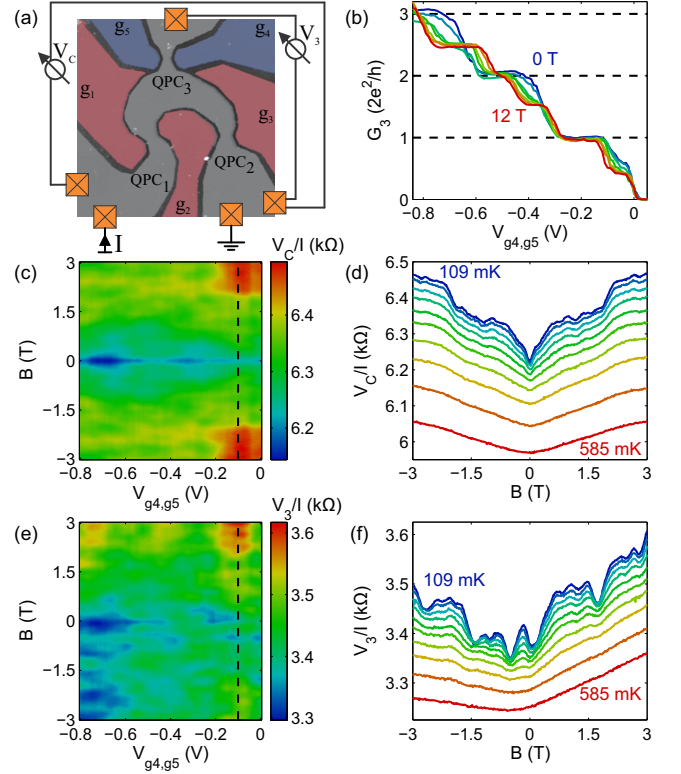 (a)
V_C
V_3
g5
g4
g1
QPC3
g3
QPC1
QPC2
g2
I
(b)
3
2
1
0
G_3 (2e²/h)
0 T
12 T
−0.8 −0.6 −0.4 −0.2 0
V_g4,g5 (V)
(c)
V_C/I (kΩ)
3
1.5
0
−1.5
−3
B (T)
−0.8 −0.6 −0.4 −0.2 0
V_g4,g5 (V)
6.4
6.3
6.2
(d)
6.5
6.4
6.3
6.2
6.1
6
V_C/I (kΩ)
109 mK
585 mK
−3 −1.5 0 1.5 3
B (T)
(e)
V_3/I (kΩ)
3
1.5
0
−1.5
−3
B (T)
−0.8 −0.6 −0.4 −0.2 0
V_g4,g5 (V)
3.6
3.5
3.4
3.3
(f)
3.6
3.5
3.4
3.3
V_3/I (kΩ)
109 mK
585 mK
−3 −1.5 0 1.5 3
B (T)